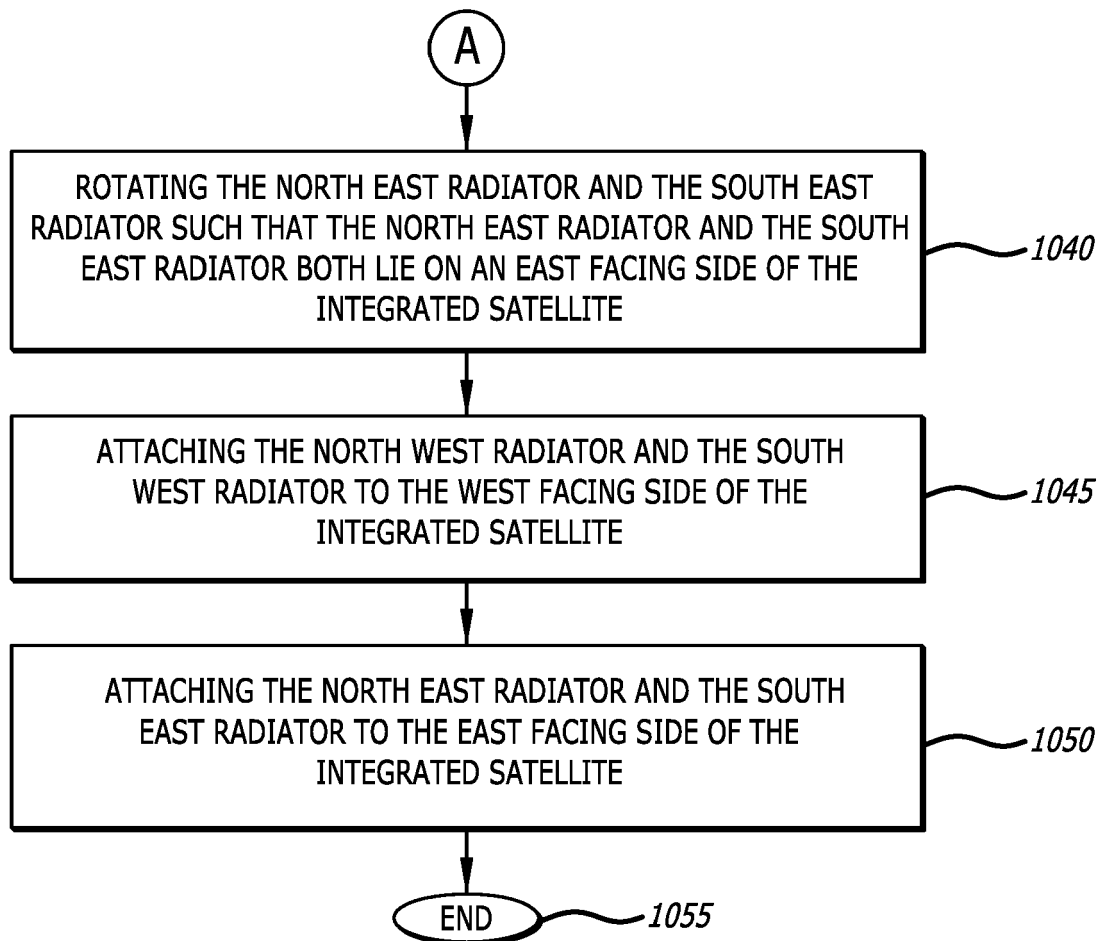 A
ROTATING THE NORTH EAST RADIATOR AND THE SOUTH EAST
RADIATOR SUCH THAT THE NORTH EAST RADIATOR AND THE SOUTH
EAST RADIATOR BOTH LIE ON AN EAST FACING SIDE OF THE
INTEGRATED SATELLITE
1040
ATTACHING THE NORTH WEST RADIATOR AND THE SOUTH
WEST RADIATOR TO THE WEST FACING SIDE OF THE
INTEGRATED SATELLITE
1045
ATTACHING THE NORTH EAST RADIATOR AND THE SOUTH
EAST RADIATOR TO THE EAST FACING SIDE OF THE
INTEGRATED SATELLITE
1050
END
1055